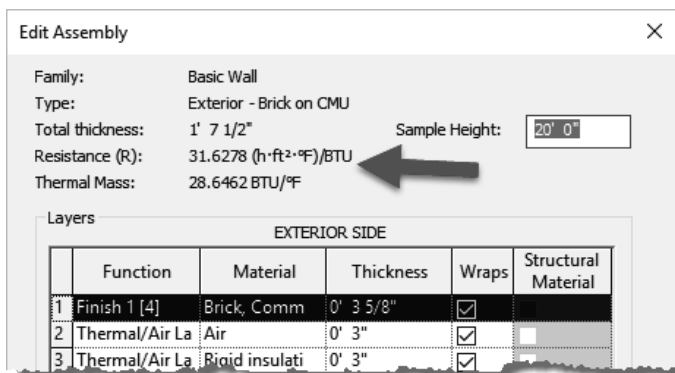 Edit Assembly
Family: Basic Wall
Type: Exterior - Brick on CMU
Total thickness: 1' 7 1/2" Sample Height: 20' 0"
Resistance (R): 31.6278 (h·ft²·°F)/BTU
Thermal Mass: 28.6462 BTU/°F
Layers
EXTERIOR SIDE
Function Material Thickness Wraps Structural Material
1 Finish 1 [4] Brick, Comm 0' 3 5/8"
2 Thermal/Air La Air 0' 3"
3 Thermal/Air La Rigid insulati 0' 3"